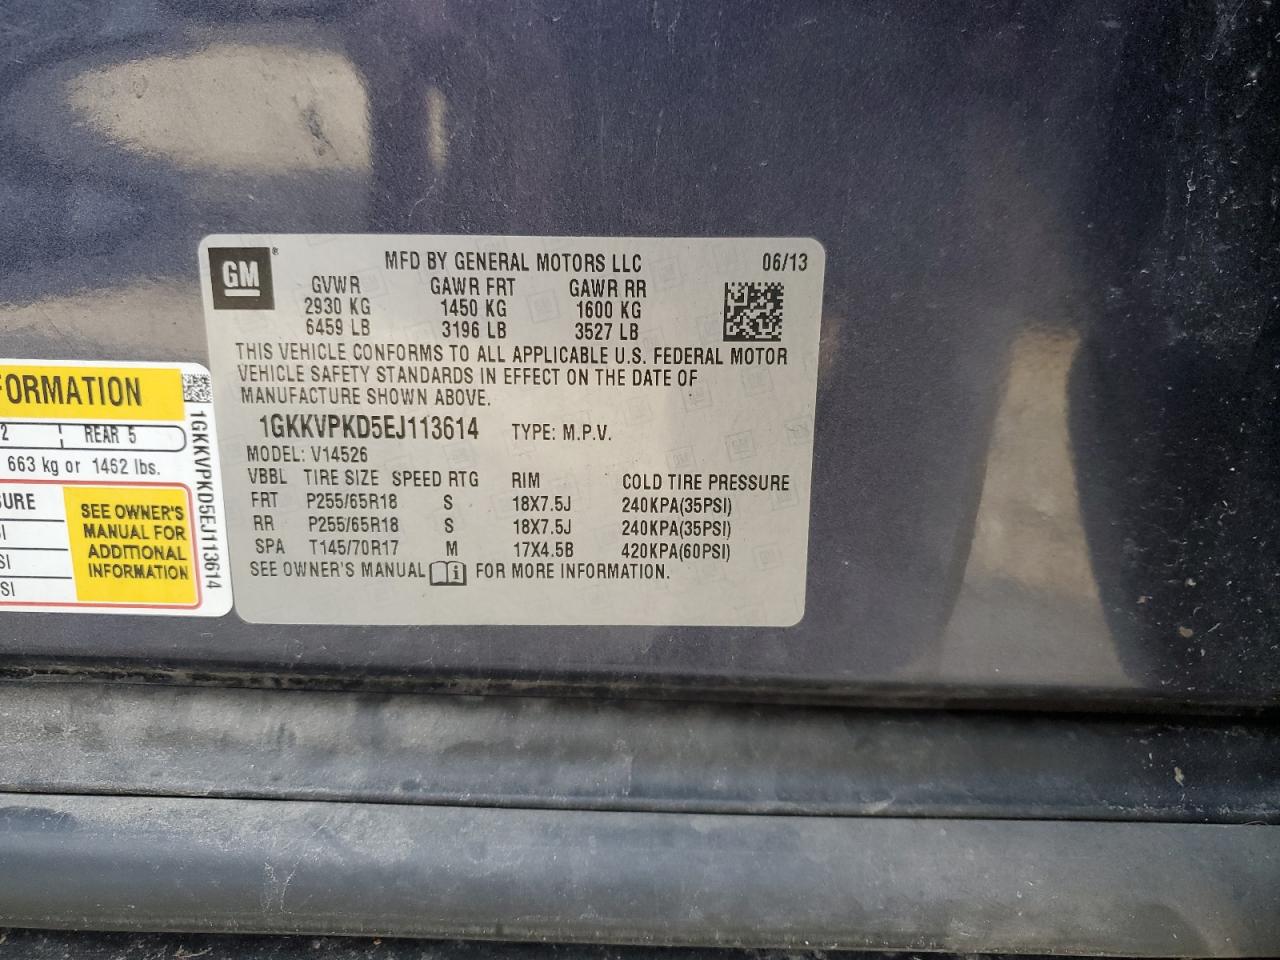 GM
MFD BY GENERAL MOTORS LLC 06/13
GVWR GAWR FRT GAWR RR
2930 KG 1450 KG 1600 KG
6459 LB 3196 LB 3527 LB
THIS VEHICLE CONFORMS TO ALL APPLICABLE U.S. FEDERAL MOTOR
VEHICLE SAFETY STANDARDS IN EFFECT ON THE DATE OF
MANUFACTURE SHOWN ABOVE.
1GKKVPKD5EJ113614 TYPE: M.P.V.
MODEL: V14526
VBBL TIRE SIZE SPEED RTG RIM COLD TIRE PRESSURE
FRT P255/65R18 S 18X7.5J 240KPA(35PSI)
RR P255/65R18 S 18X7.5J 240KPA(35PSI)
SPA T145/70R17 M 17X4.5B 420KPA(60PSI)
SEE OWNER'S MANUAL i FOR MORE INFORMATION.
FORMATION
2 REAR 5
663 kg or 1462 lbs.
SURE
SI
SI
PSI
SEE OWNER'S
MANUAL FOR
ADDITIONAL
INFORMATION
1GKKVPKD5EJ113614